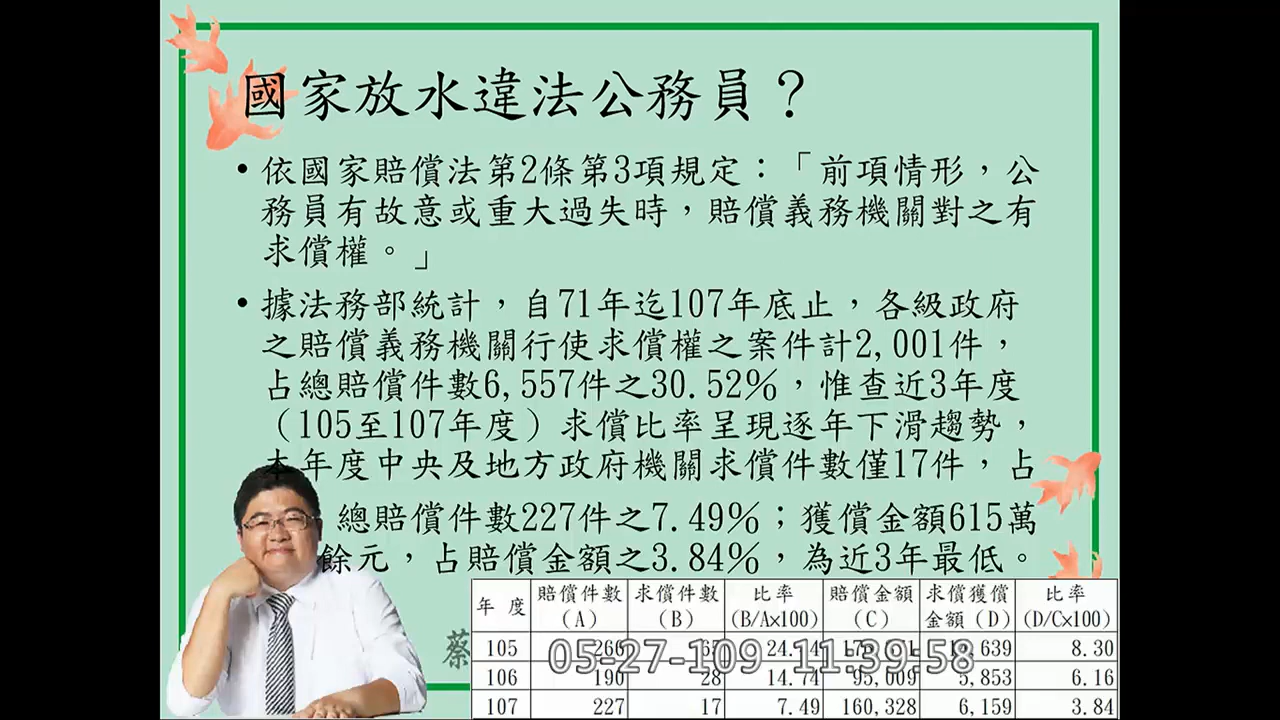 國家放水違法公務員？
• 依國家賠償法第2條第3項規定：「前項情形，公
務員有故意或重大過失時，賠償義務機關對之有
求償權。」
• 據法務部統計，自71年迄107年底止，各級政府
之賠償義務機關行使求償權之案件計2,001件，
占總賠償件數6,557件之30.52%，惟查近3年度
（105至107年度）求償比率呈現逐年下滑趨勢，
本年度中央及地方政府機關求償件數僅17件，占
總賠償件數227件之7.49%；獲償金額615萬
餘元，占賠償金額之3.84%，為近3年最低。
年 度 賠償件數(A) 求償件數(B) 比率(B/A×100) 賠償金額(C) 求償獲償金額(D) 比率(D/C×100)
105 8.30
106 190 28 14.74 95,009 5,853 6.16
107 227 17 7.49 160,328 6,159 3.84
蔡
05-27-109 11:39:58